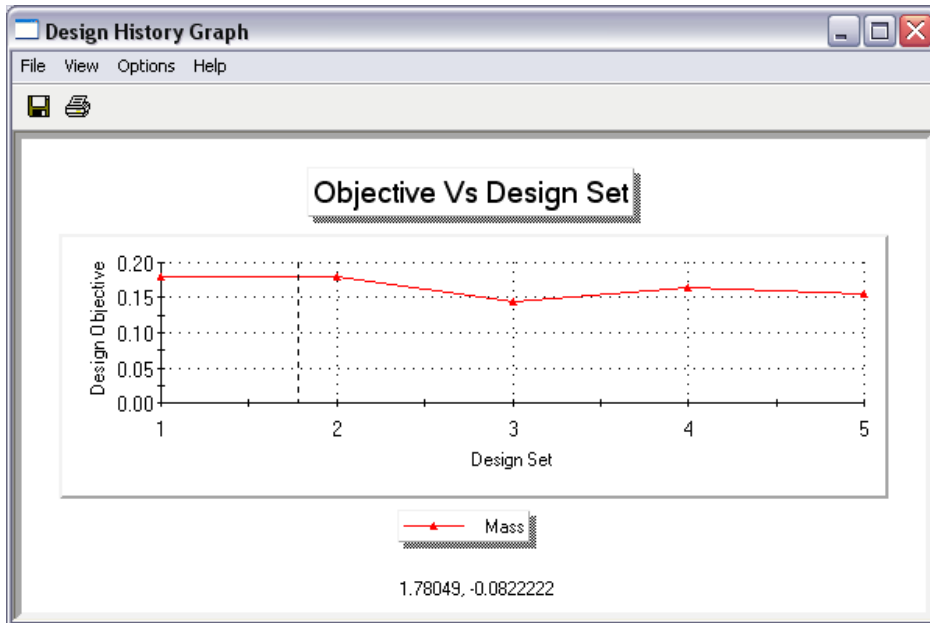 Design History Graph
File View Options Help
Objective Vs Design Set
Design Objective
0.20
0.15
0.10
0.05
0.00
1 2 3 4 5
Design Set
Mass
1.78049, -0.0822222